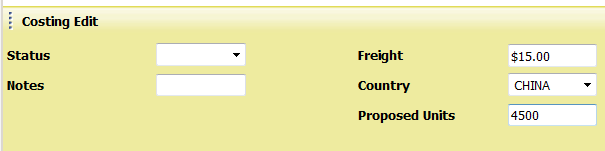 Costing Edit
Status
Freight $15.00
Notes
Country CHINA
Proposed Units 4500